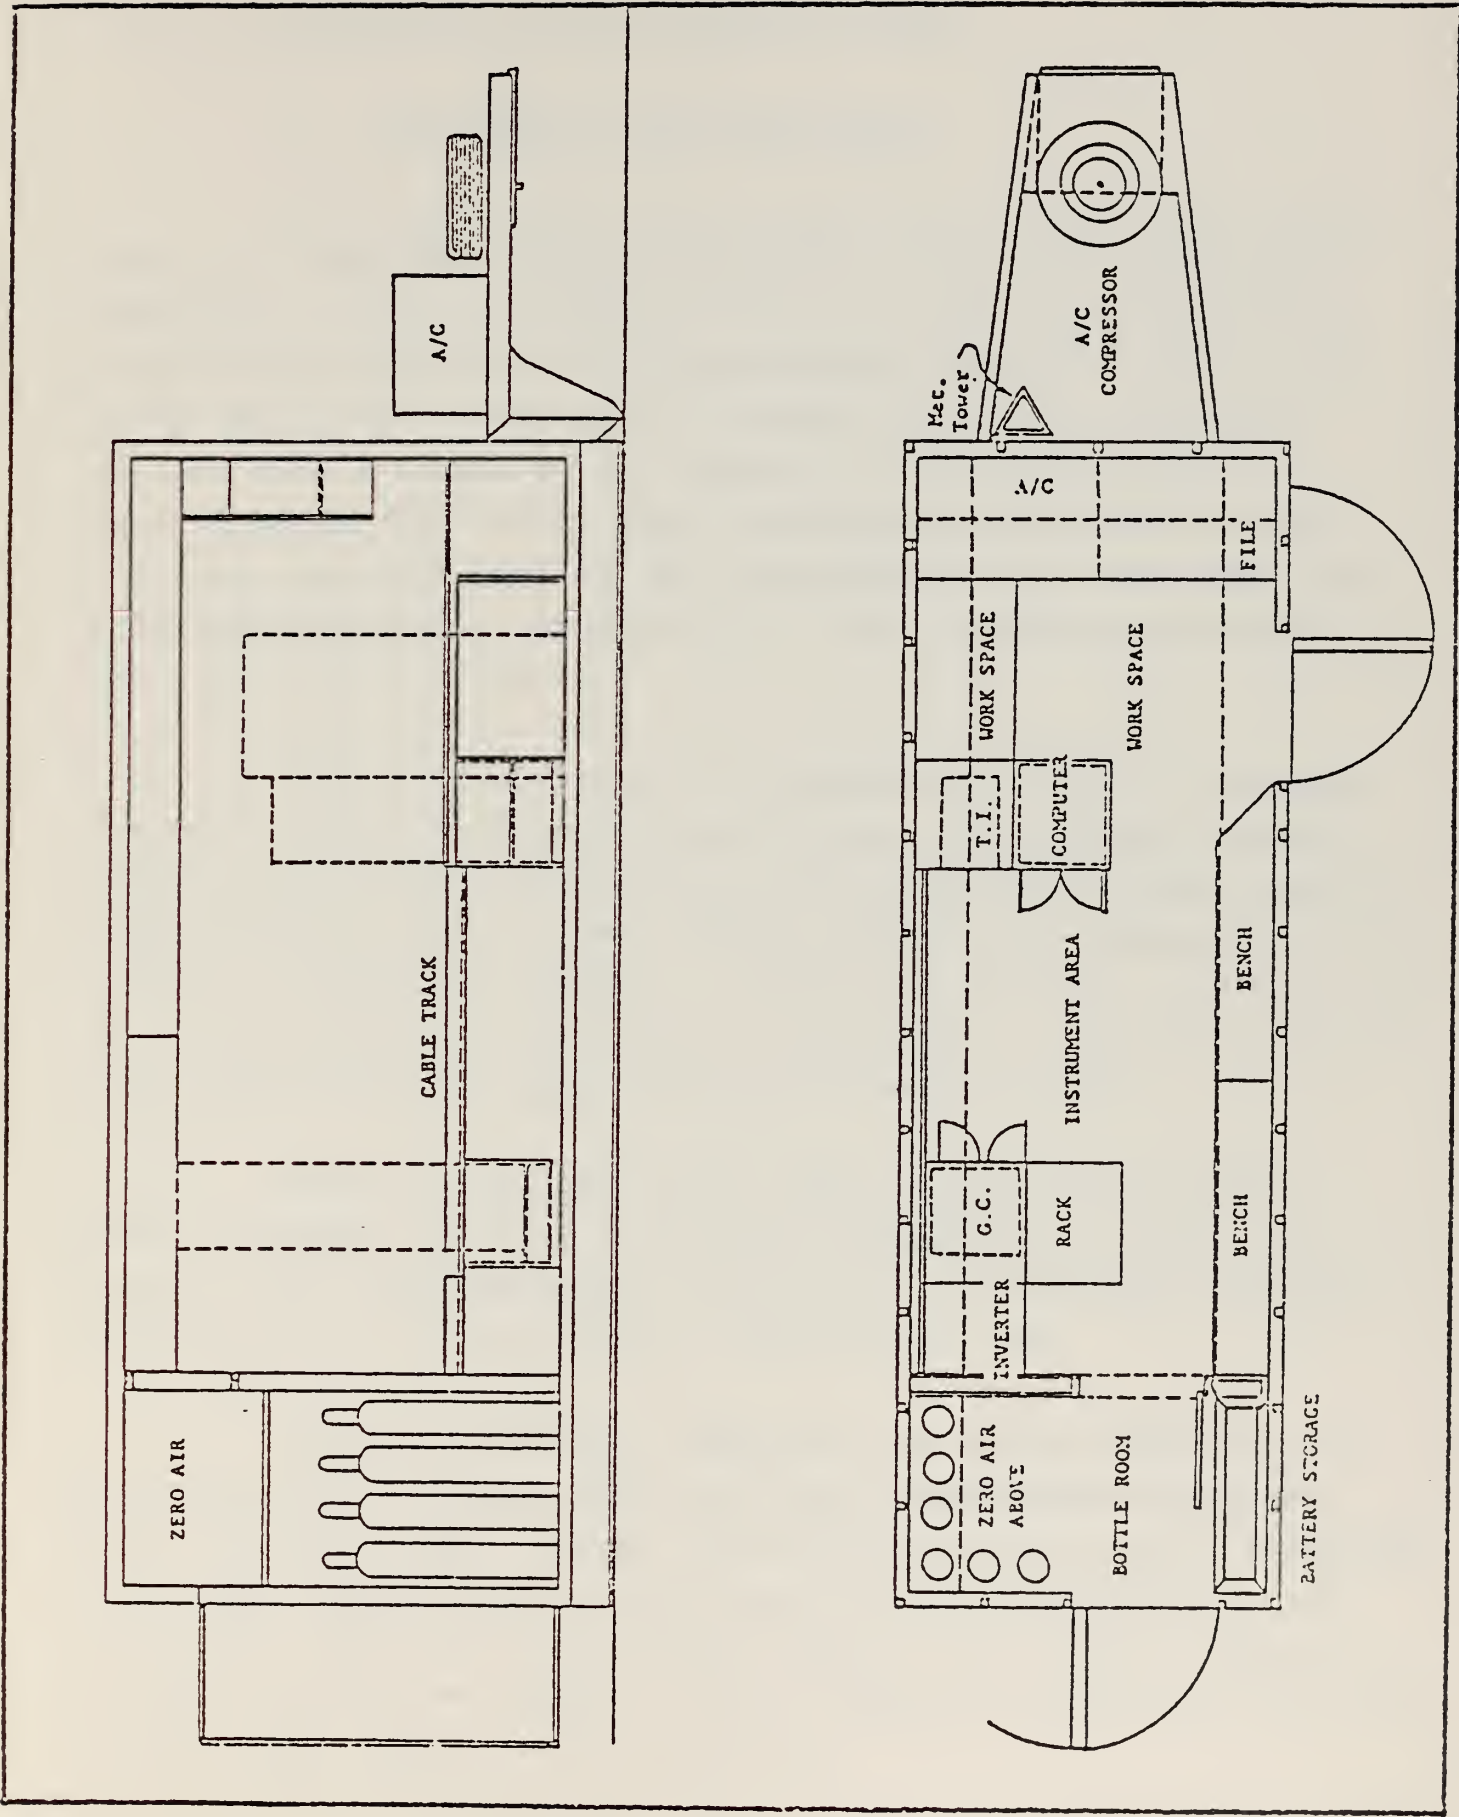 A/C
CABLE TRACK
ZERO AIR
Met.
Tower
A/C
COMPRESSOR
A/C
FILE
WORK SPACE
WORK SPACE
T.I.
COMPUTER
INSTRUMENT AREA
BENCH
G.C.
RACK
BENCH
INVERTER
ZERO AIR
ABOVE
BOTTLE ROOM
BATTERY STORAGE